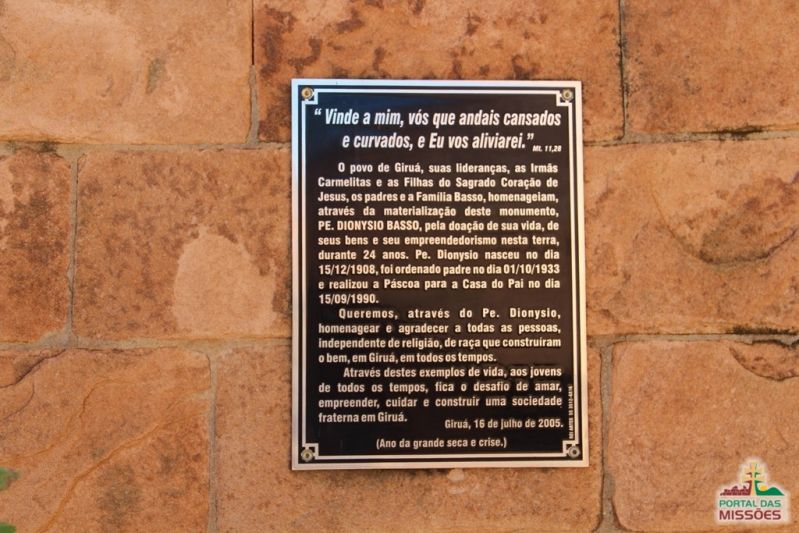 “ Vinde a mim, vós que andais cansados
e curvados, e Eu vos aliviarei.”
Mt. 11,28
O povo de Giruá, suas lideranças, as Irmãs
Carmelitas e as Filhas do Sagrado Coração de
Jesus, os padres e a Família Basso, homenageiam,
através da materialização deste monumento,
PE. DIONYSIO BASSO, pela doação de sua vida, de
seus bens e seu empreendedorismo nesta terra,
durante 24 anos. Pe. Dionysio nasceu no dia
15/12/1908, foi ordenado padre no dia 01/10/1933
e realizou a Páscoa para a Casa do Pai no dia
15/09/1990.
Queremos, através do Pe. Dionysio,
homenagear e agradecer a todas as pessoas,
independente de religião, de raça que construíram
o bem, em Giruá, em todos os tempos.
Através destes exemplos de vida, aos jovens
de todos os tempos, fica o desafio de amar,
empreender, cuidar e construir uma sociedade
fraterna em Giruá.
Giruá, 16 de julho de 2005.
(Ano da grande seca e crise.)
PORTAL DAS
MISSÕES